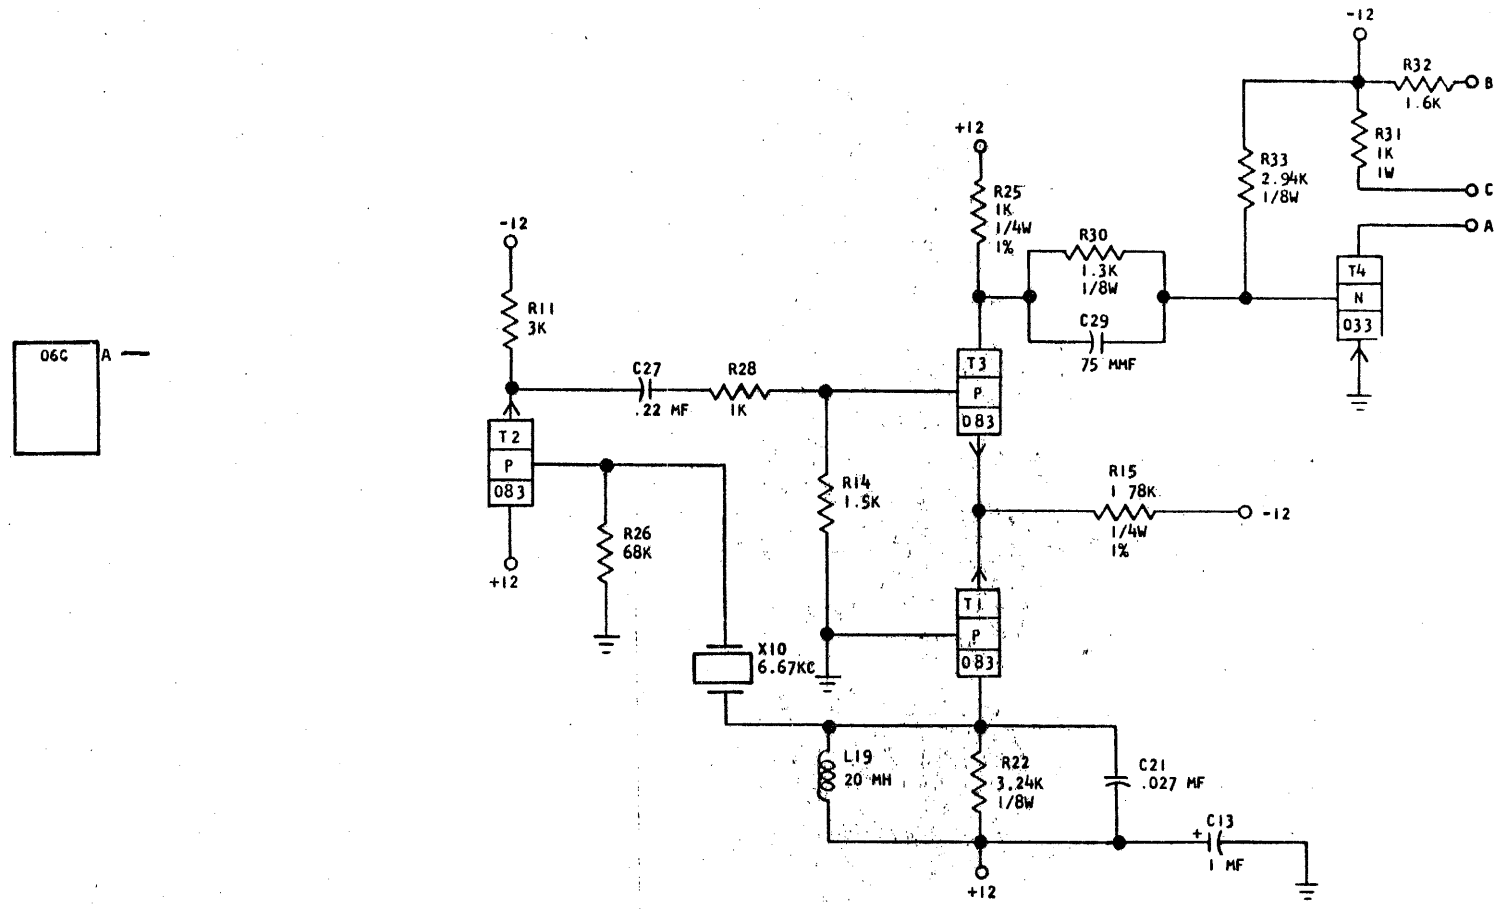 -12
R32
B
1.6K
R31
1K
1W
C
A
R33
2.94K
1/8W
+12
R25
1K
1/4W
1%
R30
1.3K
1/8W
C29
75 MMF
T4
N
033
-12
R11
3K
06G
A
C27
.22 MF
R28
1K
T3
P
083
T2
P
083
R14
1.5K
R15
1 78K
1/4W
1%
-12
R26
68K
+12
T1
P
083
X10
6.67KC
L19
20 MH
R22
3.24K
1/8W
C21
.027 MF
+
C13
1 MF
+12